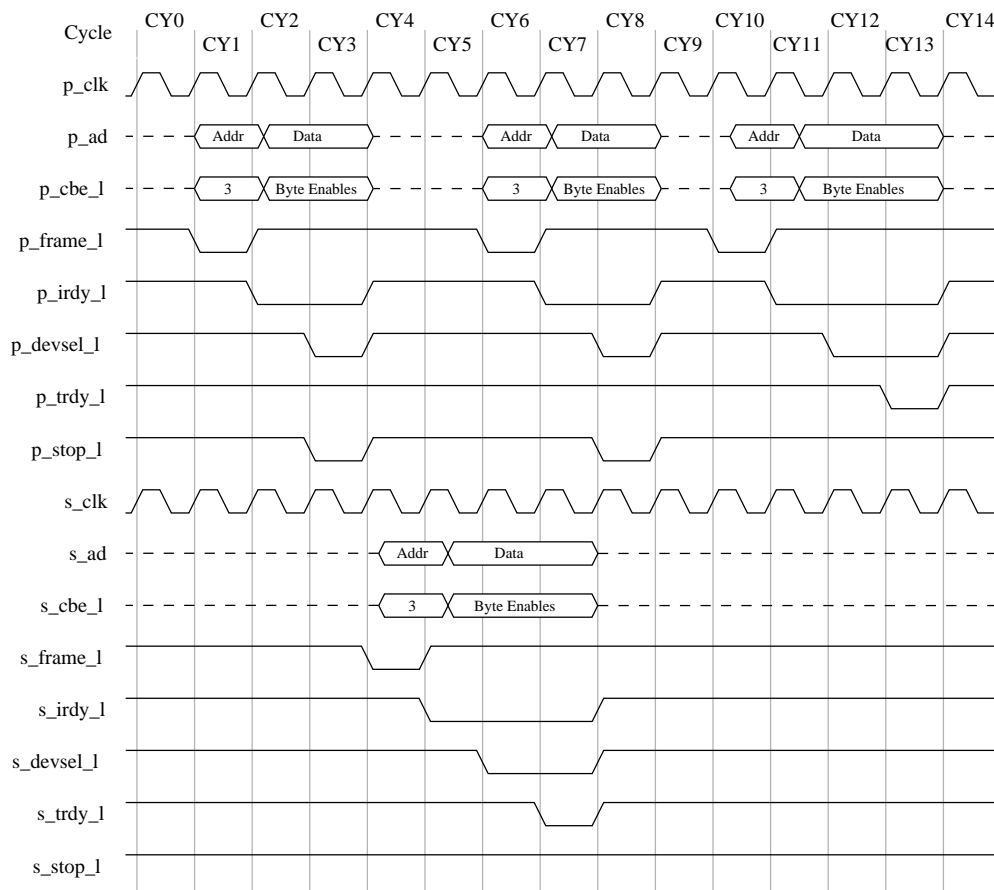 CY0 CY2 CY4 CY6 CY8 CY10 CY12 CY14
Cycle
CY1 CY3 CY5 CY7 CY9 CY11 CY13
p_clk
p_ad Addr Data Addr Data Addr Data
p_cbe_l 3 Byte Enables 3 Byte Enables 3 Byte Enables
p_frame_l
p_irdy_l
p_devsel_l
p_trdy_l
p_stop_l
s_clk
s_ad Addr Data
s_cbe_l 3 Byte Enables
s_frame_l
s_irdy_l
s_devsel_l
s_trdy_l
s_stop_l